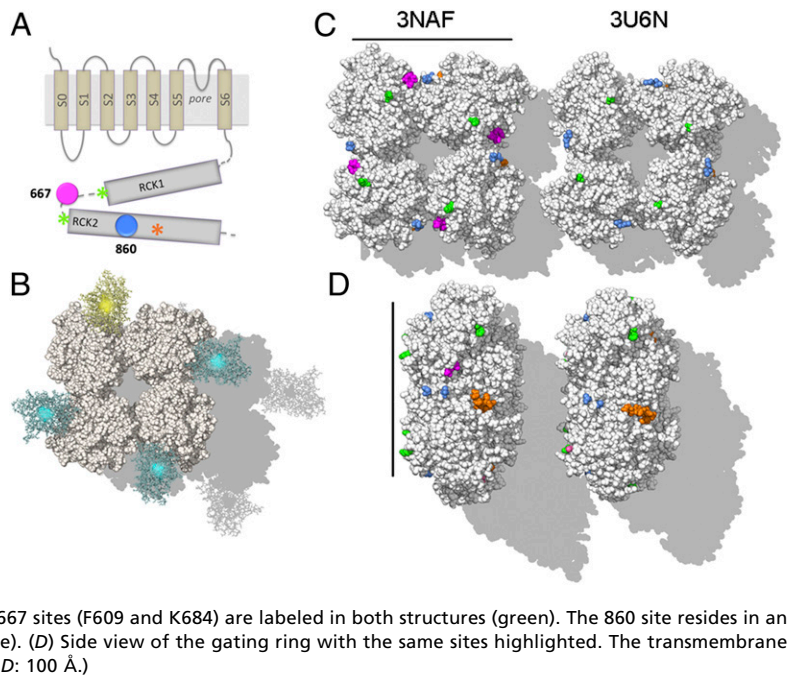 A
S0
S1
S2
S3
S4
S5
pore
S6
667
RCK1
RCK2
860
B
C
3NAF
3U6N
D
667 sites (F609 and K684) are labeled in both structures (green). The 860 site resides in an
e). (D) Side view of the gating ring with the same sites highlighted. The transmembrane
D: 100 Å.)